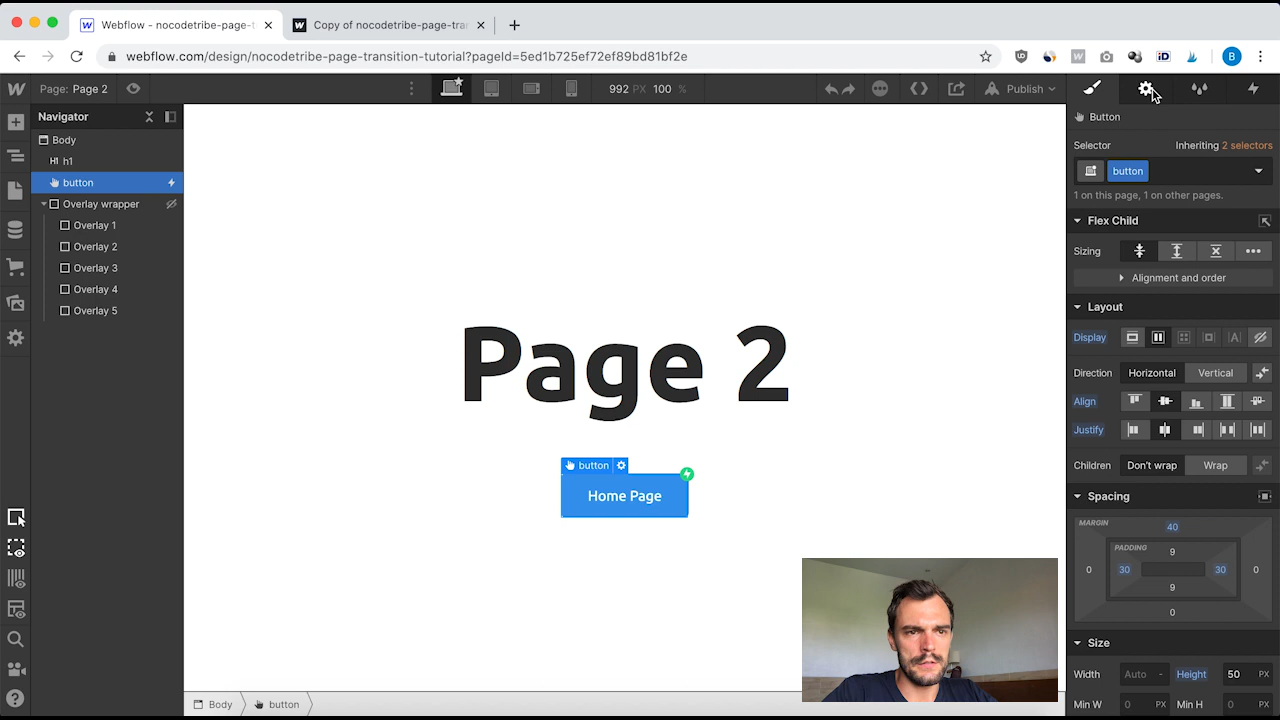 Webflow - nocodetribe-page-t
Copy of nocodetribe-page-tran
webflow.com/design/nocodetribe-page-transition-tutorial?pageId=5ed1b725ef72ef89bd81bf2e
Page: Page 2
992 PX 100 %
Publish
Navigator
Body
H1 h1
button
Overlay wrapper
Overlay 1
Overlay 2
Overlay 3
Overlay 4
Overlay 5
Page 2
button
Home Page
Body
button
Button
Selector
Inheriting 2 selectors
button
1 on this page, 1 on other pages.
Flex Child
Sizing
Alignment and order
Layout
Display
Direction Horizontal Vertical
Align
Justify
Children Don't wrap Wrap
Spacing
MARGIN
40
PADDING
9
0 30 30 0
9
0
Size
Width Auto - Height 50 PX
Min W 0 PX Min H 0 PX